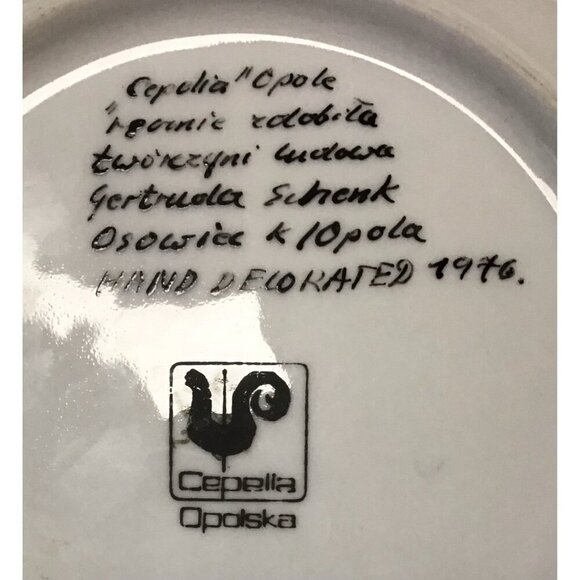 "Cepelia" Opole
ręcznie zdobiła
twórczyni ludowa
Gertruda Schenk
Osowiec k/Opola
HAND DECORATED 1976.
Cepelia
Opolska